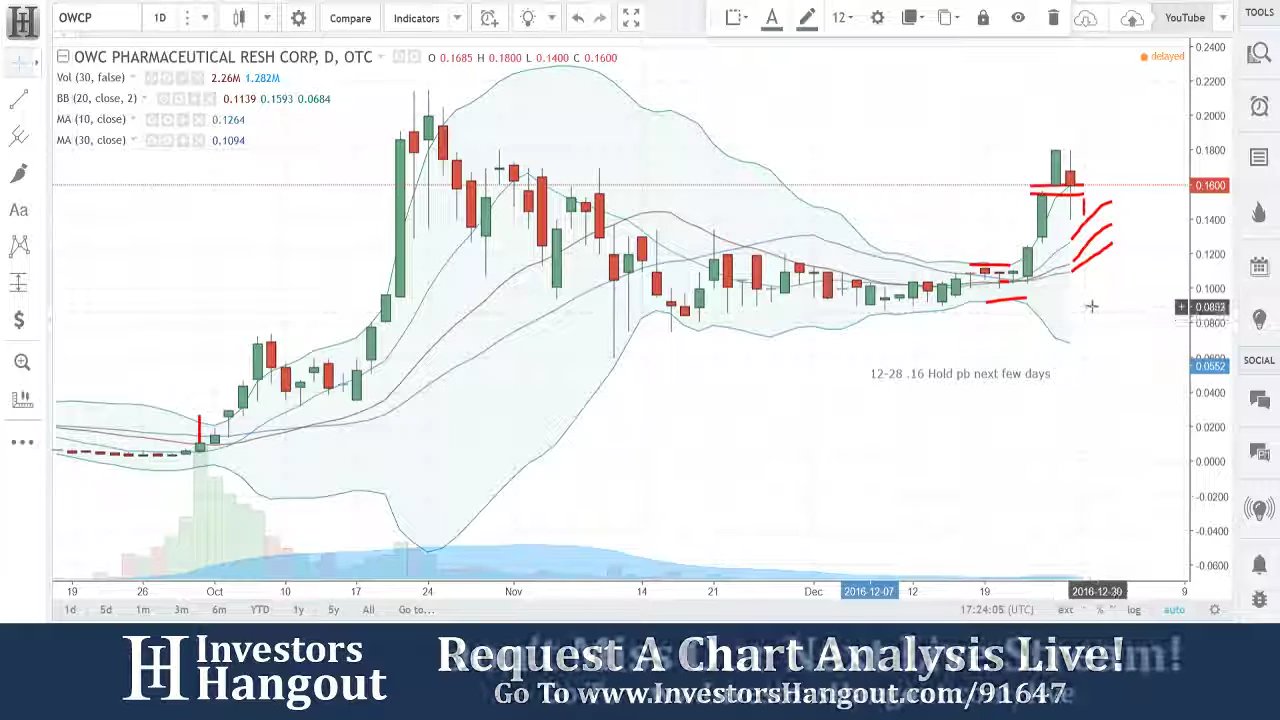 OWCP
1D
Compare
Indicators
12
YouTube
TOOLS
OWC PHARMACEUTICAL RESH CORP, D, OTC
O 0.1685 H 0.1800 L 0.1400 C 0.1600
delayed
Vol (30, false) 2.26M 1.282M
BB (20, close, 2) 0.1139 0.1593 0.0684
MA (10, close) 0.1264
MA (30, close) 0.1094
Aa
0.2400
0.2200
0.2000
0.1800
0.1600
0.1400
0.1200
0.1000
0.0800
0.0552
0.0400
0.0200
0.0000
-0.0200
-0.0400
-0.0600
SOCIAL
12-28 .16 Hold pb next few days
19 26 Oct 10 17 24 Nov 14 21 Dec 2016-12-07 12 19 2016-12-30 9
1d 5d 1m 3m 6m YTD 1y 5y All Go to... 17:24:05 (UTC) ext % log auto
Investors
Hangout
Request A Chart Analysis Live!
Go To www.InvestorsHangout.com/91647